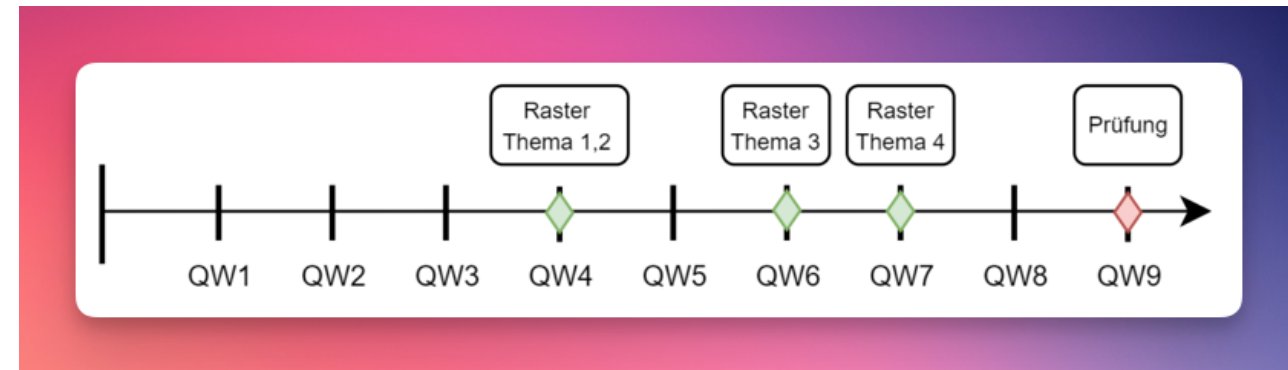 Raster
Thema 1,2
Raster
Thema 3
Raster
Thema 4
Prüfung
QW1
QW2
QW3
QW4
QW5
QW6
QW7
QW8
QW9